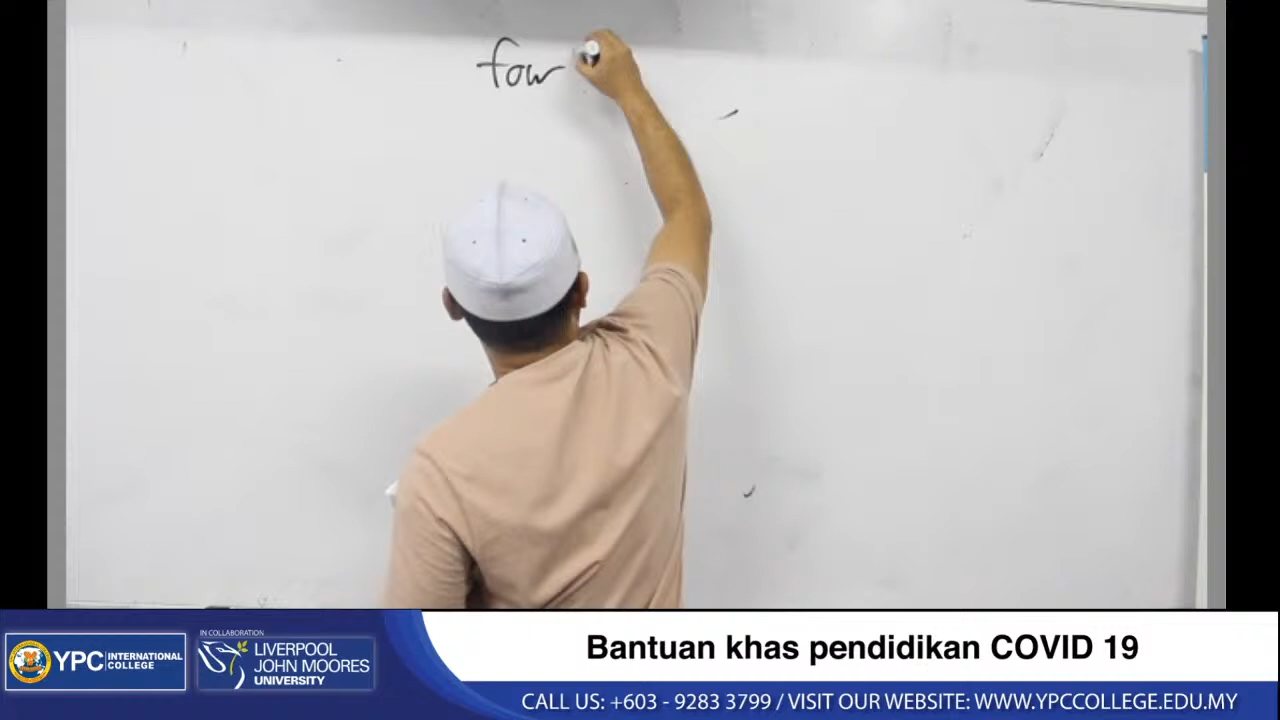 four
YPC INTERNATIONAL COLLEGE
IN COLLABORATION
LIVERPOOL
JOHN MOORES
UNIVERSITY
Bantuan khas pendidikan COVID 19
CALL US: +603 - 9283 3799 / VISIT OUR WEBSITE: WWW.YPCCOLLEGE.EDU.MY